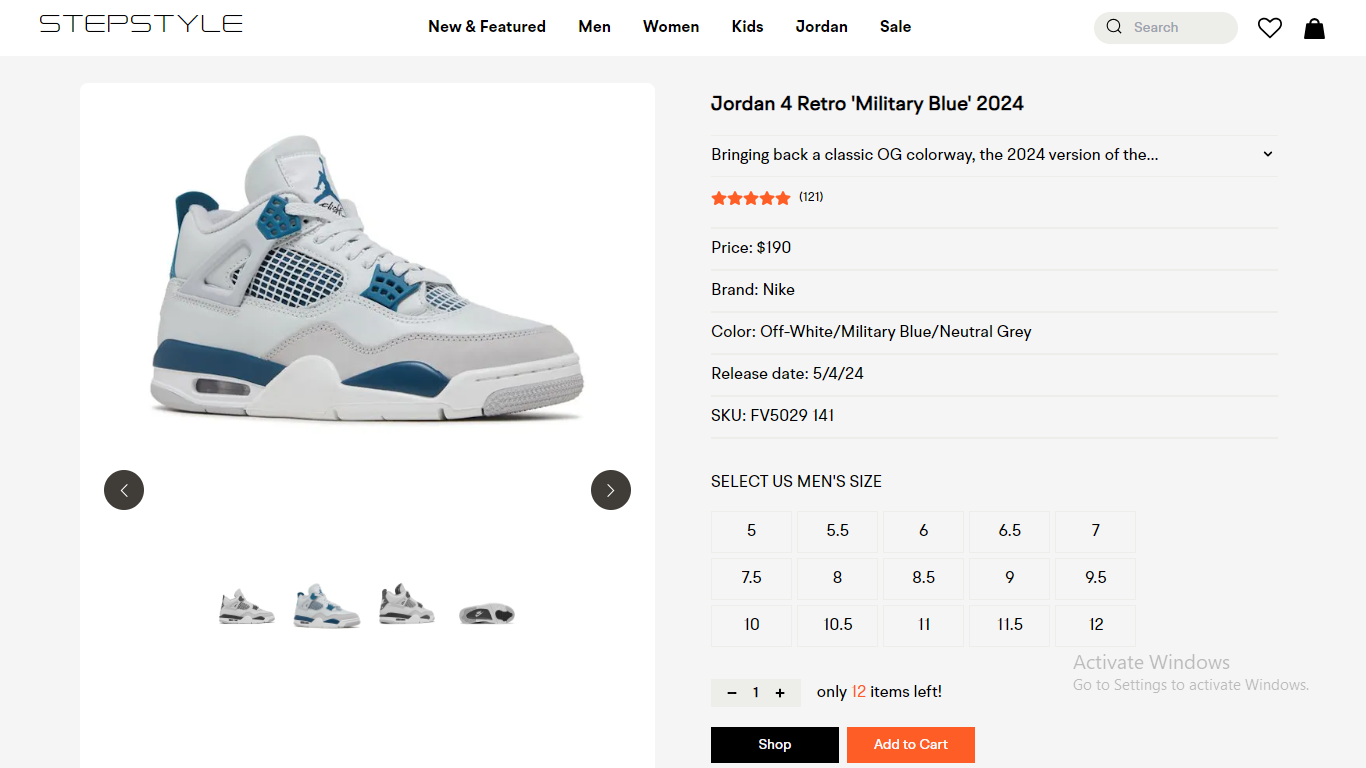 STEPSTYLE
New & Featured Men Women Kids Jordan Sale
Search
Jordan 4 Retro 'Military Blue' 2024
Bringing back a classic OG colorway, the 2024 version of the...
(121)
Price: $190
Brand: Nike
Color: Off-White/Military Blue/Neutral Grey
Release date: 5/4/24
SKU: FV5029 141
SELECT US MEN'S SIZE
5 5.5 6 6.5 7
7.5 8 8.5 9 9.5
10 10.5 11 11.5 12
− 1 + only 12 items left!
Shop Add to Cart
Activate Windows
Go to Settings to activate Windows.